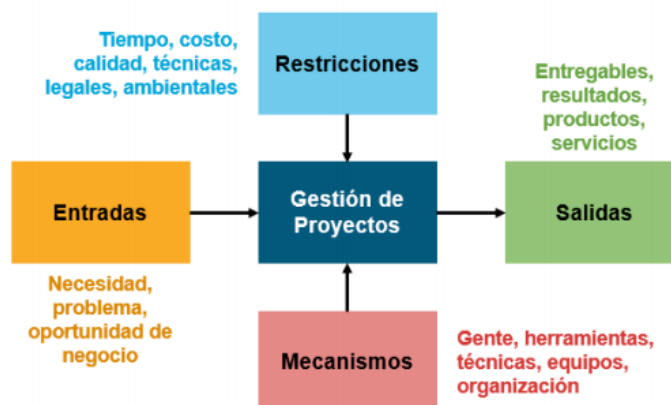 Tiempo, costo,
calidad, técnicas,
legales, ambientales
Restricciones
Entregables,
resultados,
productos,
servicios
Entradas
Gestión de
Proyectos
Salidas
Necesidad,
problema,
oportunidad de
negocio
Mecanismos
Gente, herramientas,
técnicas, equipos,
organización